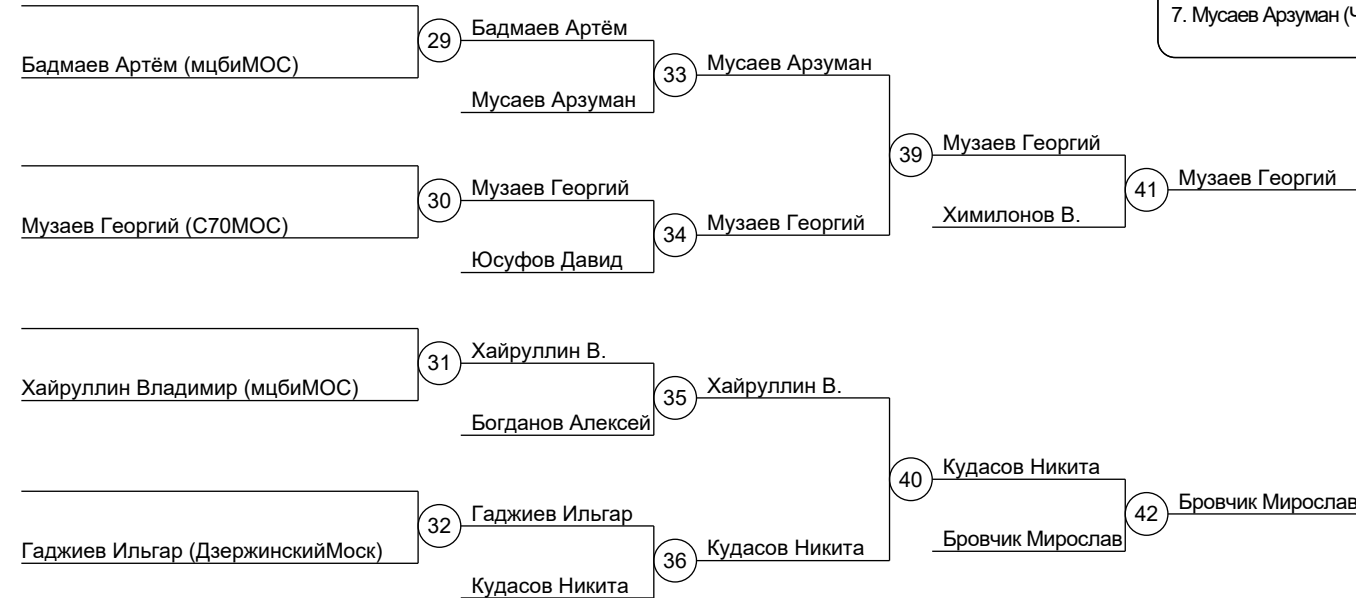 7. Мусаев Арзуман (
29
Бадмаев Артём
Бадмаев Артём (мцбиМОС)
33
Мусаев Арзуман
Мусаев Арзуман
39
Музаев Георгий
30
Музаев Георгий
41
Музаев Георгий
Музаев Георгий (С70МОС)
34
Музаев Георгий
Химилонов В.
Юсуфов Давид
31
Хайруллин В.
Хайруллин Владимир (мцбиМОС)
35
Хайруллин В.
Богданов Алексей
40
Кудасов Никита
32
Гаджиев Ильгар
42
Бровчик Мирослав
Гаджиев Ильгар (ДзержинскийМоск)
36
Кудасов Никита
Бровчик Мирослав
Кудасов Никита